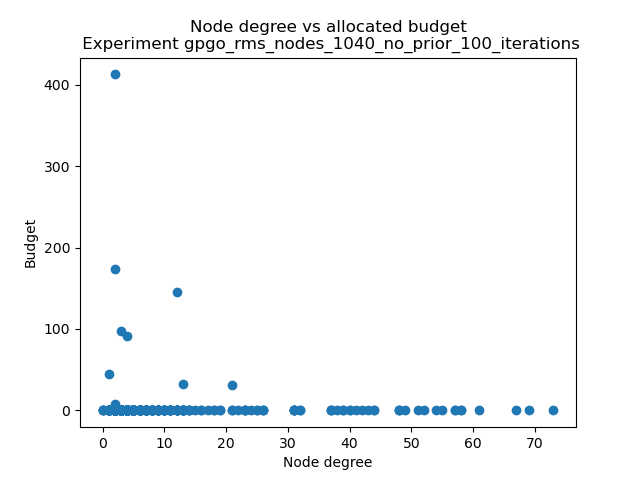 Node degree vs allocated budget
Experiment gpgo_rms_nodes_1040_no_prior_100_iterations
400
300
200
100
0
Budget
0 10 20 30 40 50 60 70
Node degree